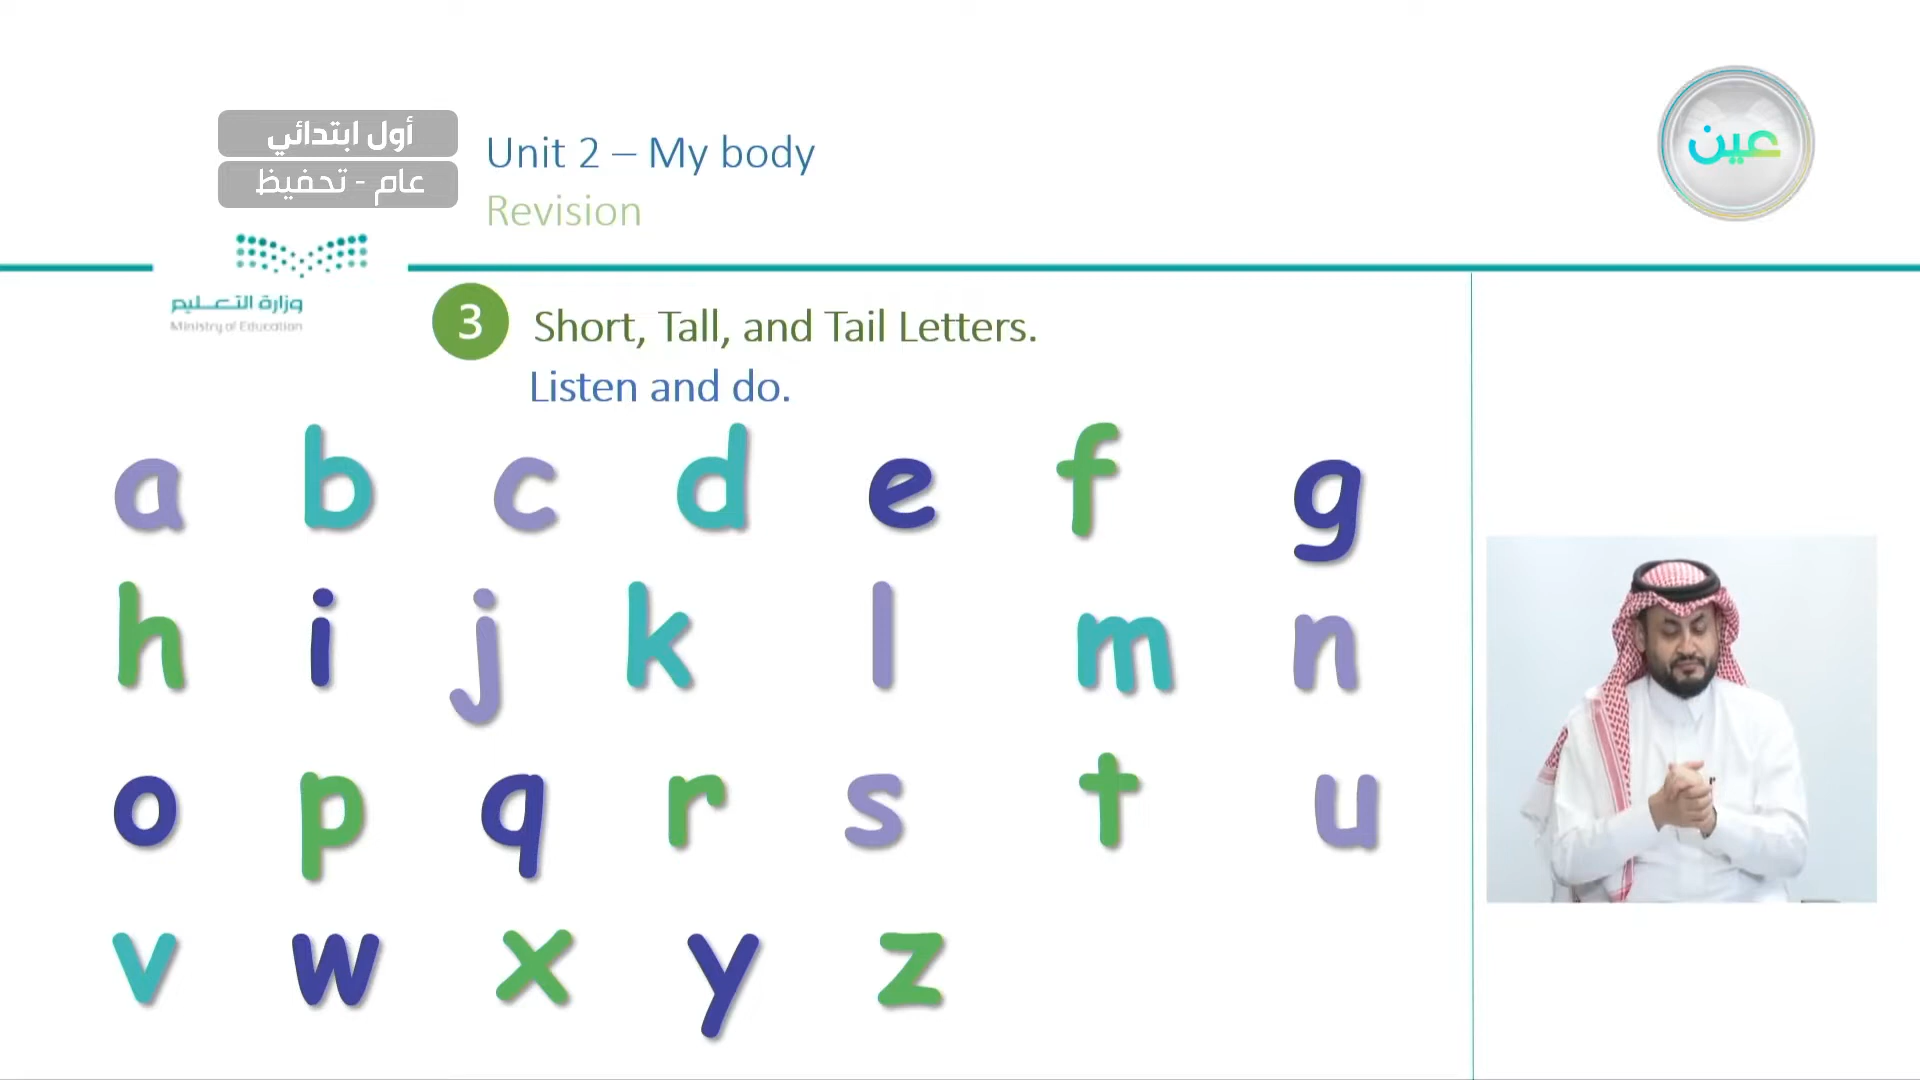 أول ابتدائي
عام - تحفيظ
Unit 2 – My body
Revision
عين
وزارة التعليم
Ministry of Education
3 Short, Tall, and Tail Letters.
Listen and do.
a b c d e f g
h i j k l m n
o p q r s t u
v w x y z